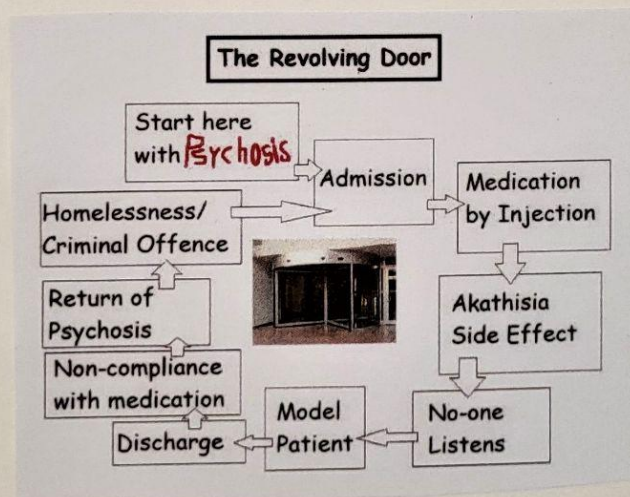 The Revolving Door
Start here
with Psychosis
Admission
Medication
by Injection
Akathisia
Side Effect
No-one
Listens
Model
Patient
Discharge
Non-compliance
with medication
Return of
Psychosis
Homelessness/
Criminal Offence